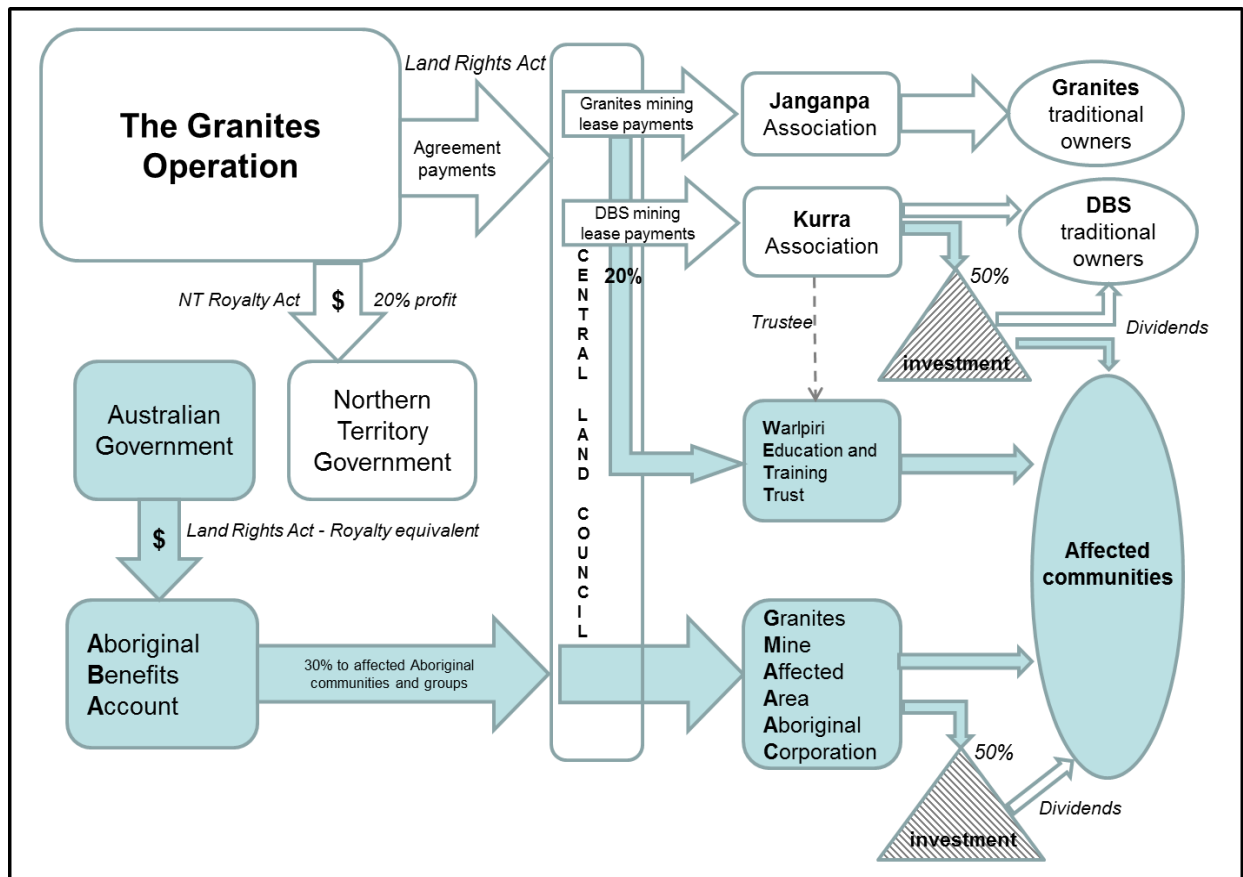 The Granites
Operation
Land Rights Act
Agreement
payments
Granites mining
lease payments
Janganpa
Association
Granites
traditional
owners
DBS mining
lease payments
Kurra
Association
DBS
traditional
owners
20%
CENTRAL LAND COUNCIL
50%
Trustee
investment
Dividends
NT Royalty Act
$
20% profit
Australian
Government
Northern
Territory
Government
Warlpiri
Education and
Training
Trust
$
Land Rights Act - Royalty equivalent
Affected
communities
Aboriginal
Benefits
Account
30% to affected Aboriginal
communities and groups
Granites
Mine
Affected
Area
Aboriginal
Corporation
50%
Dividends
investment